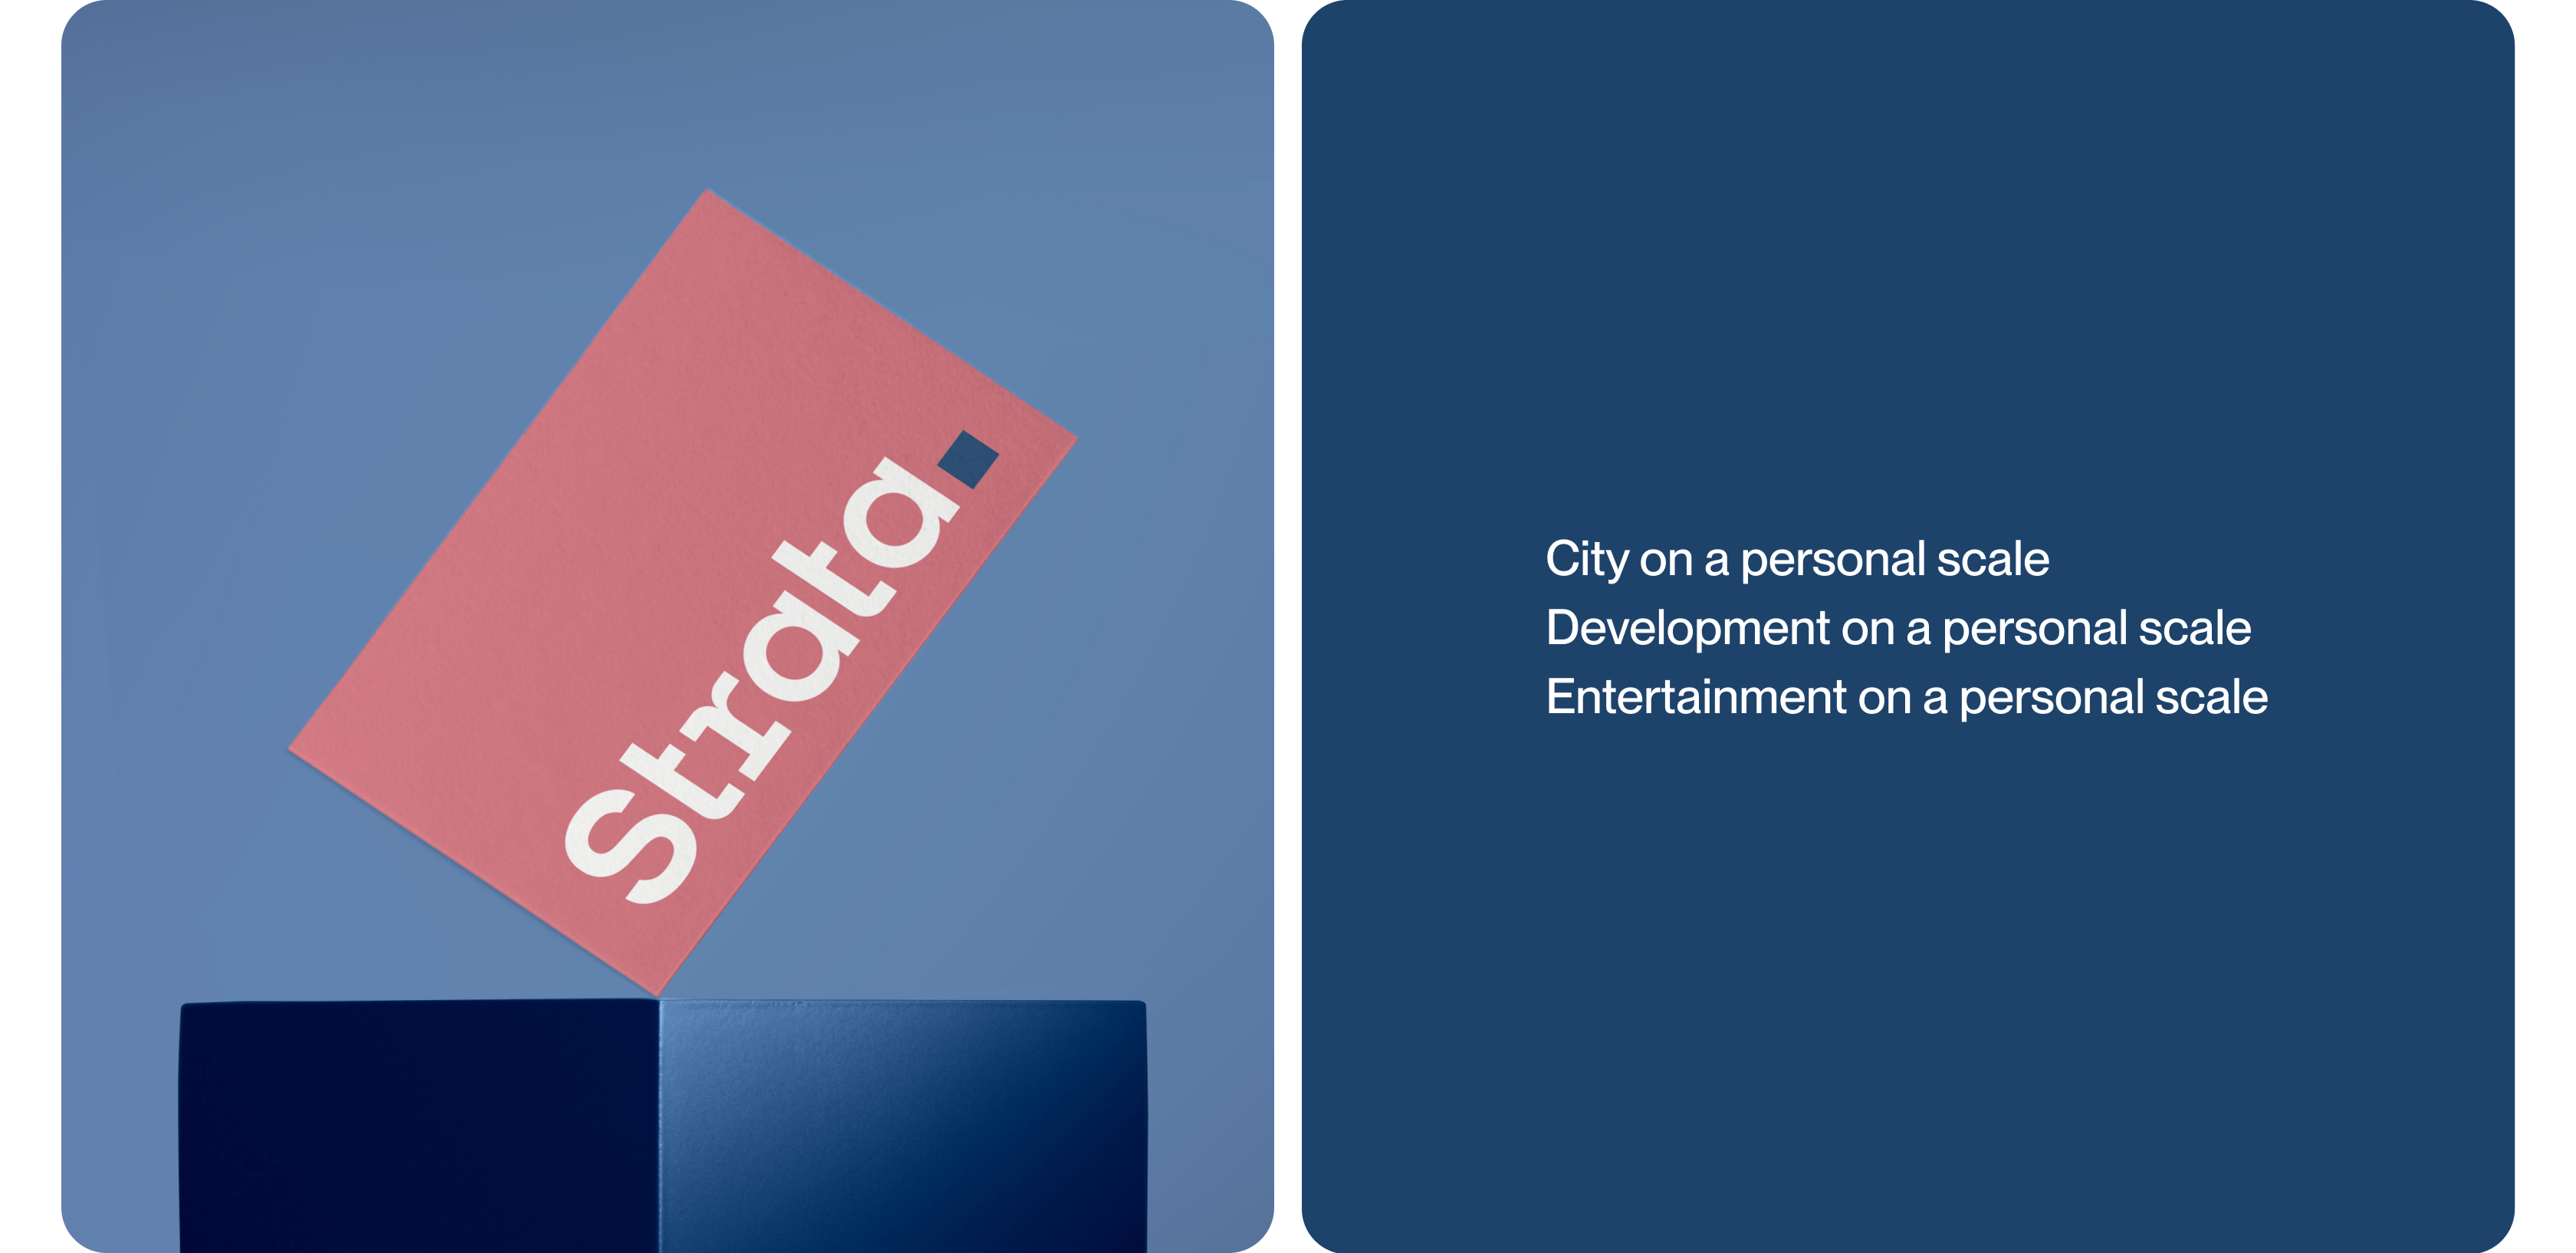 Strata.
City on a personal scale
Development on a personal scale
Entertainment on a personal scale